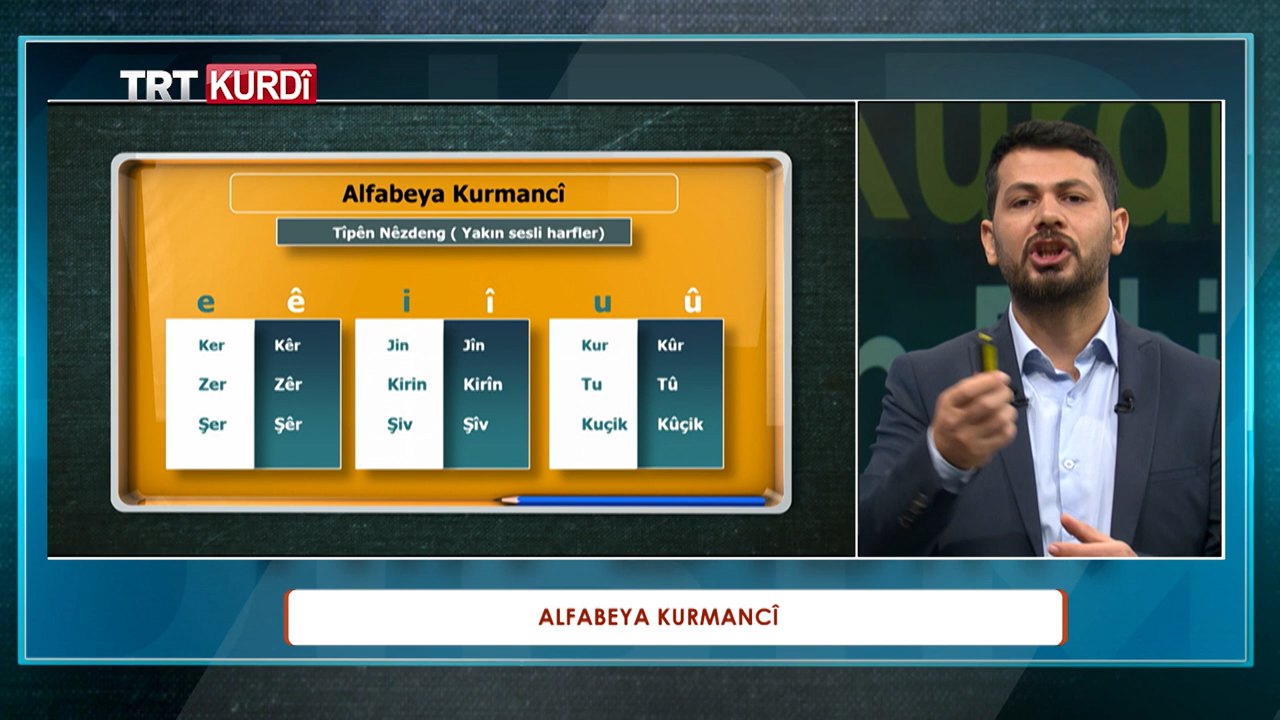 TRT KURDÎ
Alfabeya Kurmancî
Tîpên Nêzdeng ( Yakın sesli harfler)
e ê i î u û
Ker Kêr Jin Jîn Kur Kûr
Zer Zêr Kirin Kirîn Tu Tû
Şer Şêr Şiv Şîv Kuçik Kûçik
ALFABEYA KURMANCÎ